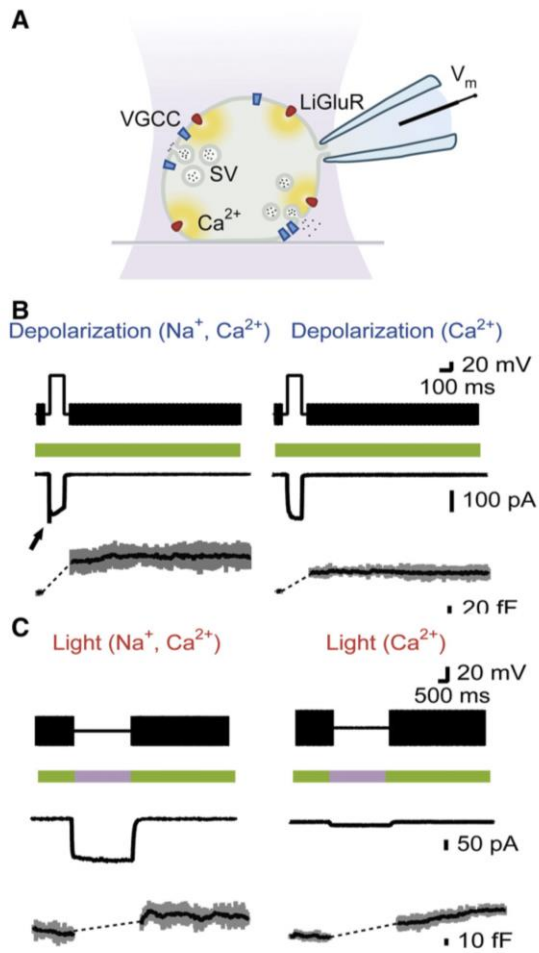 A
V_m
LiGluR
VGCC
SV
Ca²⁺
B
Depolarization (Na⁺, Ca²⁺)
Depolarization (Ca²⁺)
20 mV
100 ms
100 pA
20 fF
C
Light (Na⁺, Ca²⁺)
Light (Ca²⁺)
20 mV
500 ms
50 pA
10 fF